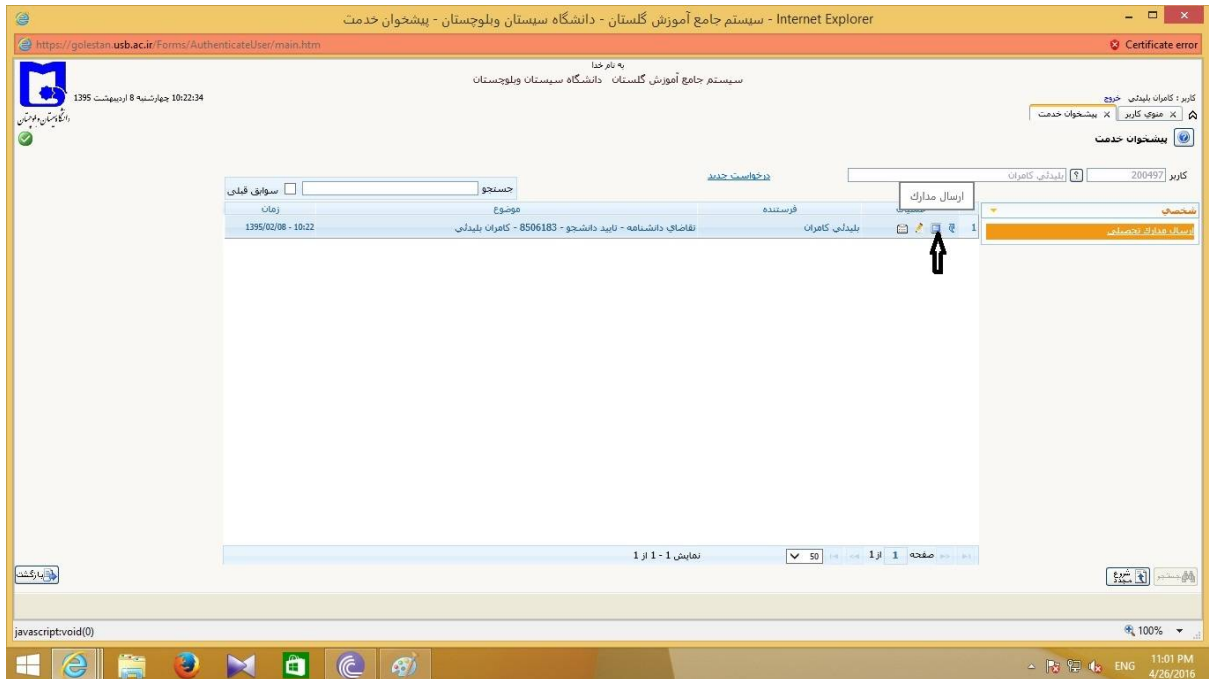 سیستم جامع آموزش گلستان - دانشگاه سیستان وبلوچستان - پیشخوان خدمت - Internet Explorer
https://golestan.usb.ac.ir/Forms/AuthenticateUser/main.htm
Certificate error
به نام خدا
سیستم جامع آموزش گلستان دانشگاه سیستان وبلوچستان
10:22:34 چهارشنبه 8 اردیبهشت 1395
کاربر : کامران بلیدئی خروج
منوی کاربر X پیشخوان خدمت X
پیشخوان خدمت
کاربر 200497 ؟ بلیدئی کامران
درخواست جدید
جستجو
سوابق قبلی
ارسال مدارك
شخصي
ارسال مدارك تحصیلی
فرستنده موضوع زمان
1 بلیدئی کامران تقاضای دانشنامه - تایید دانشجو - 8506183 - کامران بلیدئی 1395/02/08 - 10:22
صفحه 1 از 1 50 نمایش 1 - 1 از 1
جستجو شروع مجدد بازگشت
javascript:void(0)
100%
ENG 11:01 PM
4/26/2016